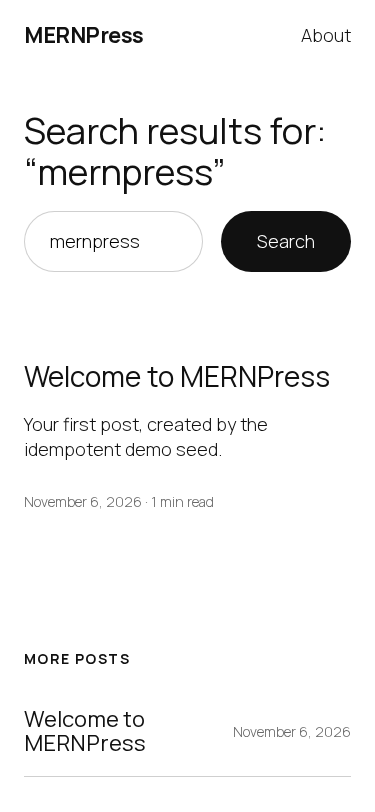 MERNPress
About
Search results for:
“mernpress”
mernpress
Search
Welcome to MERNPress
Your first post, created by the
idempotent demo seed.
November 6, 2026 · 1 min read
MORE POSTS
Welcome to
MERNPress
November 6, 2026